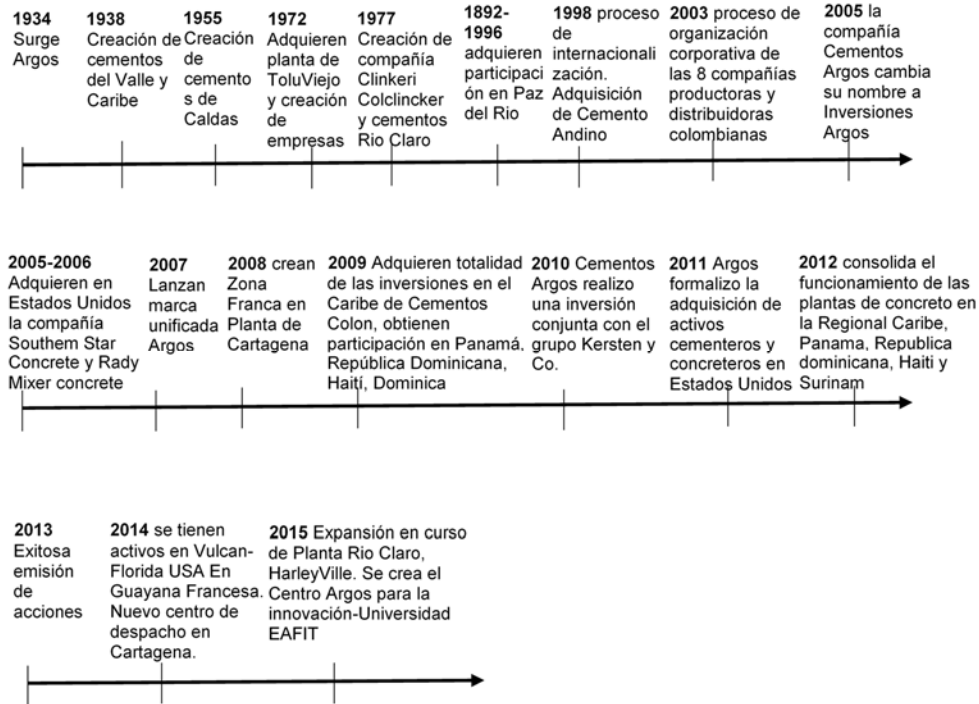 1934
Surge
Argos
1938
Creación de
cementos
del Valle y
Caribe
1955
Creación
de
cemento
s de
Caldas
1972
Adquieren
planta de
ToluViejo
y creación
de
empresas
1977
Creación de
compañía
Clinkeri
Colclincker
y cementos
Rio Claro
1892-
1996
adquieren
participaci
ón en Paz
del Rio
1998 proceso
de
internacionali
zación.
Adquisición
de Cemento
Andino
2003 proceso de
organización
corporativa de
las 8 compañías
productoras y
distribuidoras
colombianas
2005 la
compañía
Cementos
Argos cambia
su nombre a
Inversiones
Argos
2005-2006
Adquieren en
Estados Unidos
la compañía
Southem Star
Concrete y Rady
Mixer concrete
2007
Lanzan
marca
unificada
Argos
2008 crean
Zona
Franca en
Planta de
Cartagena
2009 Adquieren totalidad
de las inversiones en el
Caribe de Cementos
Colon, obtienen
participación en Panamá,
República Dominicana,
Haití, Dominica
2010 Cementos
Argos realizo
una inversión
conjunta con el
grupo Kersten y
Co.
2011 Argos
formalizo la
adquisición de
activos
cementeros y
concreteros en
Estados Unidos
2012 consolida el
funcionamiento de las
plantas de concreto en
la Regional Caribe,
Panama, Republica
dominicana, Haiti y
Surinam
2013
Exitosa
emisión
de
acciones
2014 se tienen
activos en Vulcan-
Florida USA En
Guayana Francesa.
Nuevo centro de
despacho en
Cartagena.
2015 Expansión en curso
de Planta Rio Claro,
HarleyVille. Se crea el
Centro Argos para la
innovación-Universidad
EAFIT